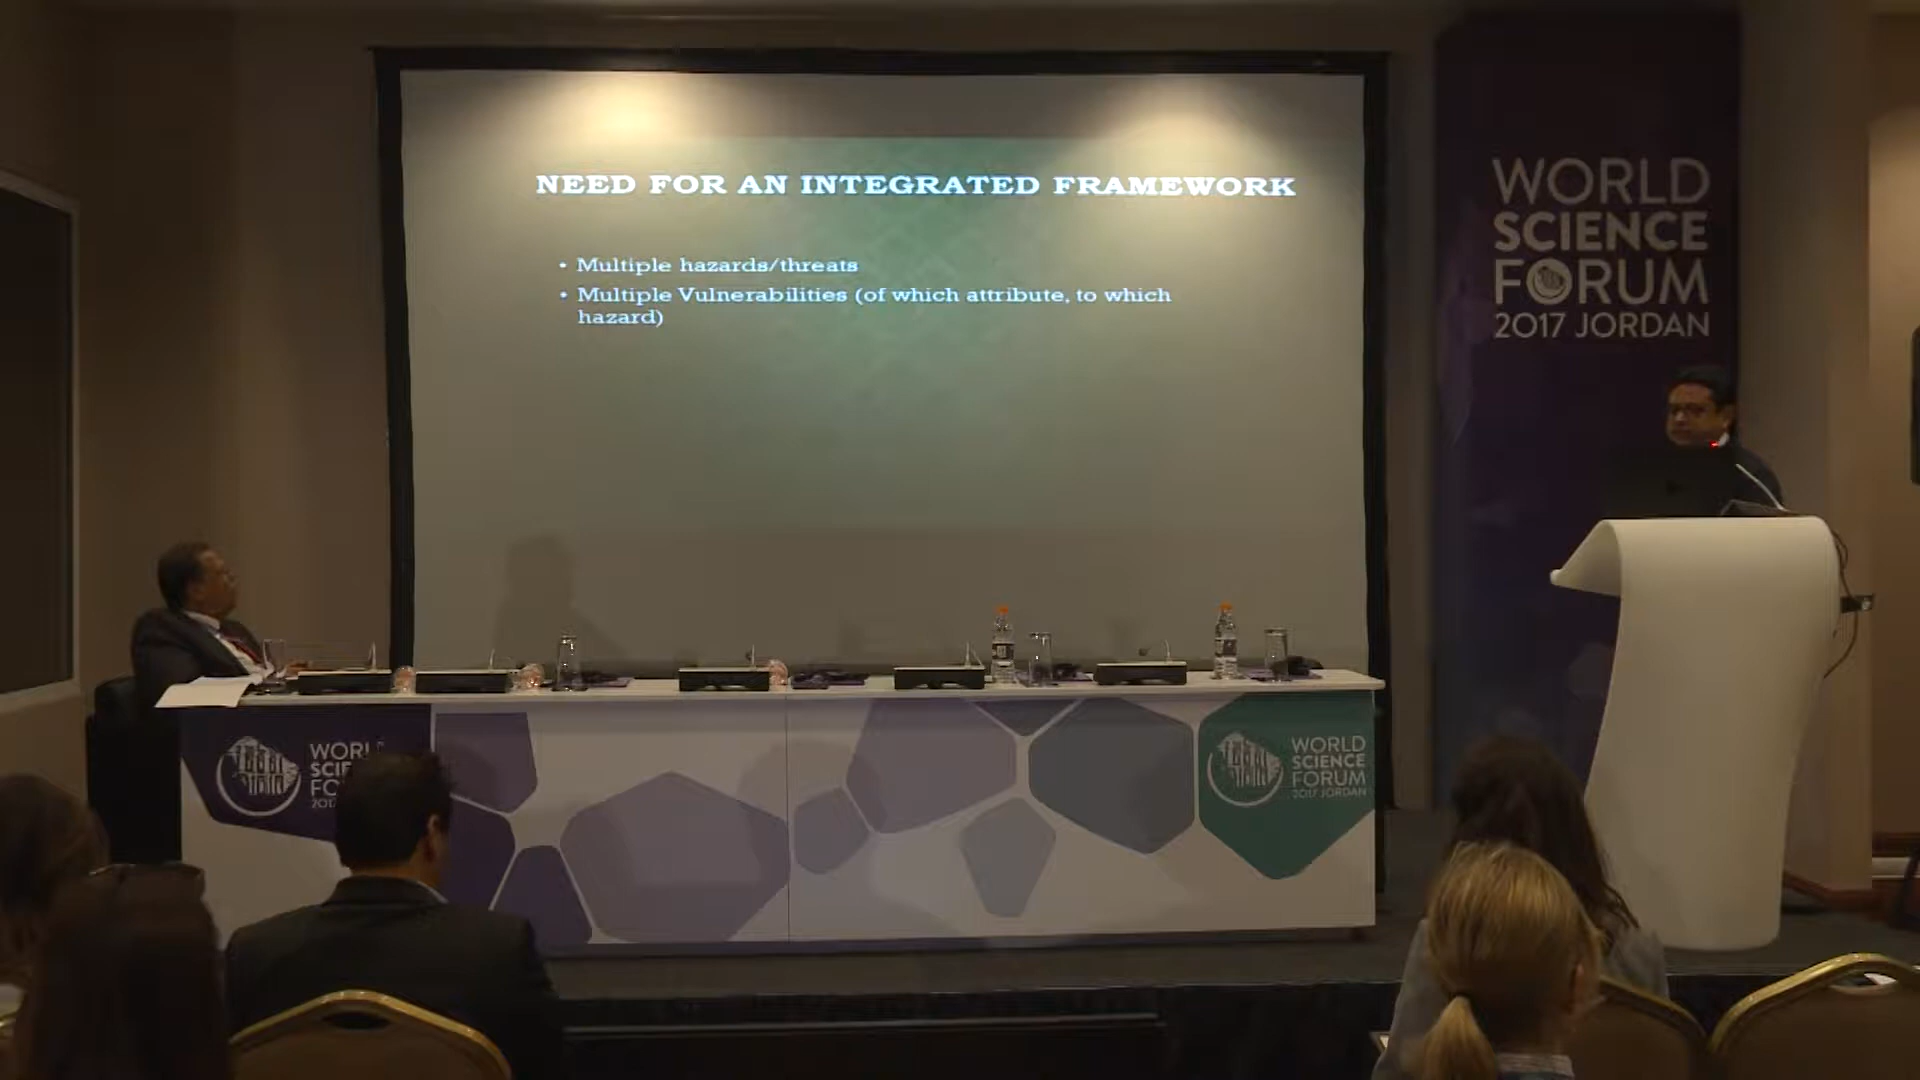 NEED FOR AN INTEGRATED FRAMEWORK
• Multiple hazards/threats
• Multiple Vulnerabilities (of which attribute, to which
hazard)
WORLD
SCIENCE
FORUM
2017 JORDAN
WORLD
SCIENCE
FORUM
2017 JORDAN